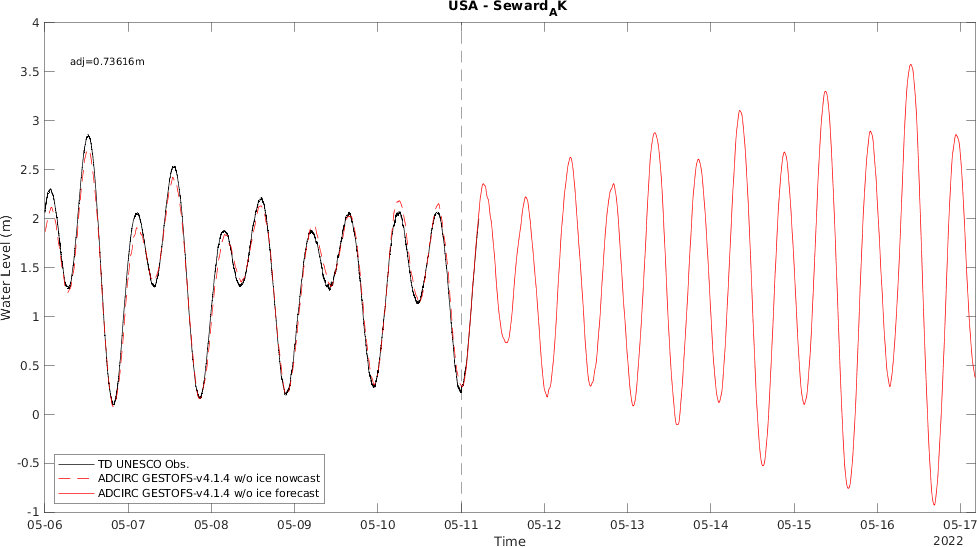 USA - Seward_AK
adj=0.73616m
4
3.5
3
2.5
2
1.5
1
0.5
0
-0.5
-1
Water Level (m)
TD UNESCO Obs.
ADCIRC GESTOFS-v4.1.4 w/o ice nowcast
ADCIRC GESTOFS-v4.1.4 w/o ice forecast
05-06 05-07 05-08 05-09 05-10 05-11 05-12 05-13 05-14 05-15 05-16 05-17
Time
2022